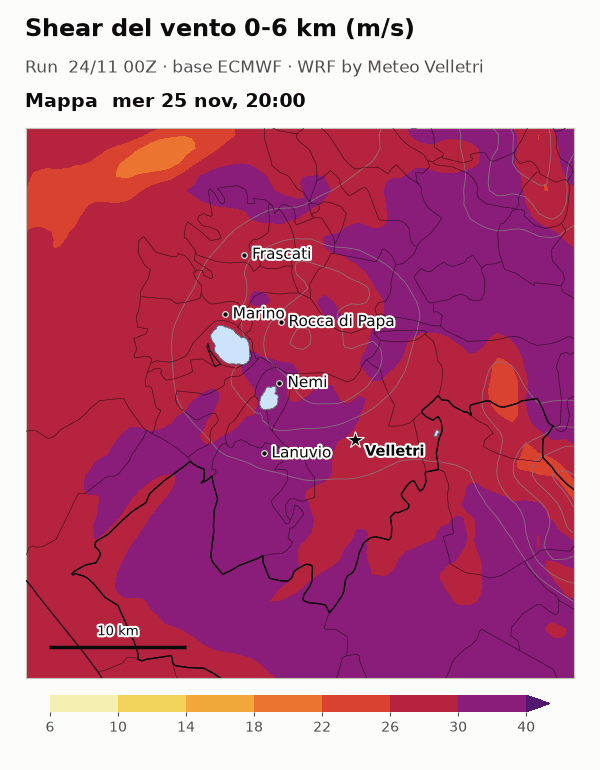 Shear del vento 0-6 km (m/s)
Run  24/11 00Z · base ECMWF · WRF by Meteo Velletri
Mappa  mer 25 nov, 20:00
Frascati
Marino
Rocca di Papa
Nemi
Velletri
Lanuvio
10 km
6 10 14 18 22 26 30 40